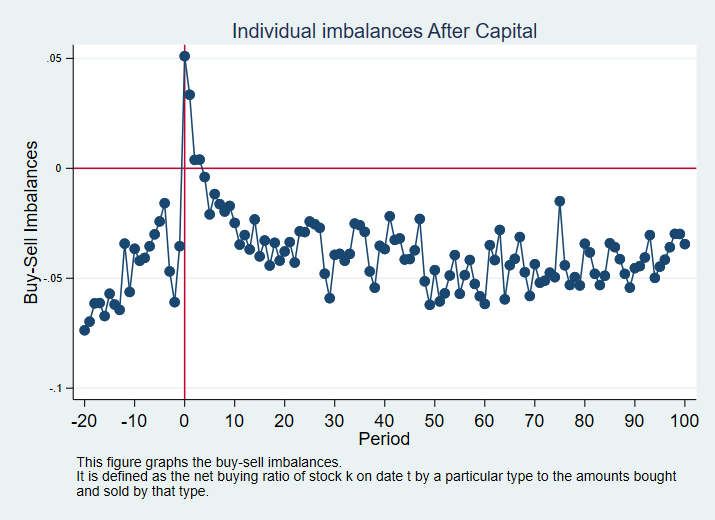 Individual imbalances After Capital
Buy-Sell Imbalances
.05
0
-.05
-.1
-20 -10 0 10 20 30 40 50 60 70 80 90 100
Period
This figure graphs the buy-sell imbalances.
It is defined as the net buying ratio of stock k on date t by a particular type to the amounts bought
and sold by that type.